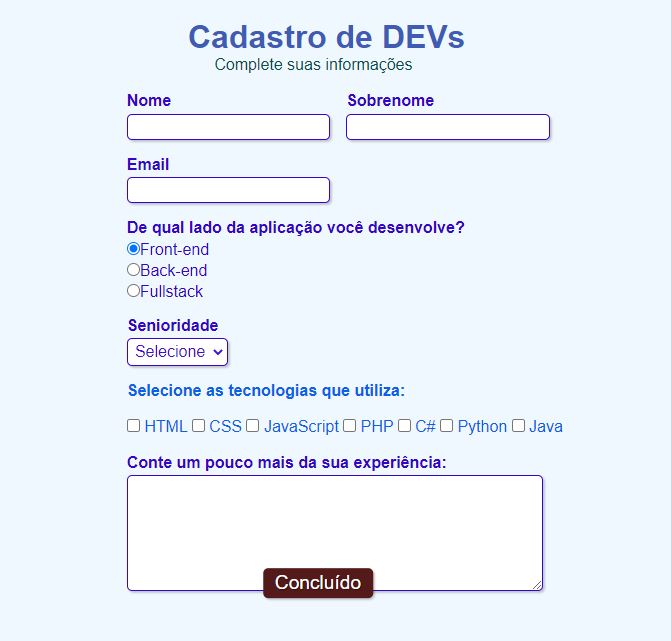 Cadastro de DEVs
Complete suas informações
Nome Sobrenome
Email
De qual lado da aplicação você desenvolve?
Front-end
Back-end
Fullstack
Senioridade
Selecione
Selecione as tecnologias que utiliza:
HTML CSS JavaScript PHP C# Python Java
Conte um pouco mais da sua experiência:
Concluído